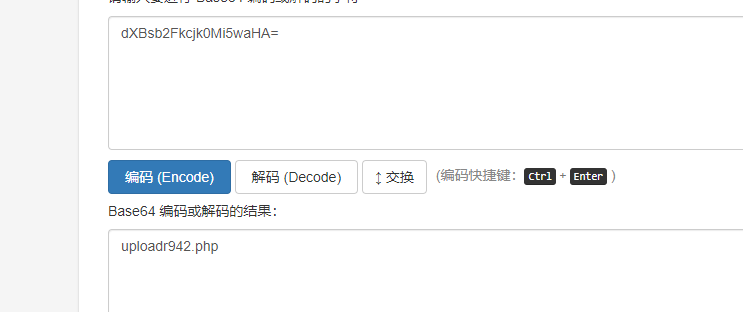 dXBsb2Fkcjk0Mi5waHA=
编码 (Encode) 解码 (Decode) ↕ 交换 (编码快捷键：Ctrl + Enter )
Base64 编码或解码的结果：
uploadr942.php